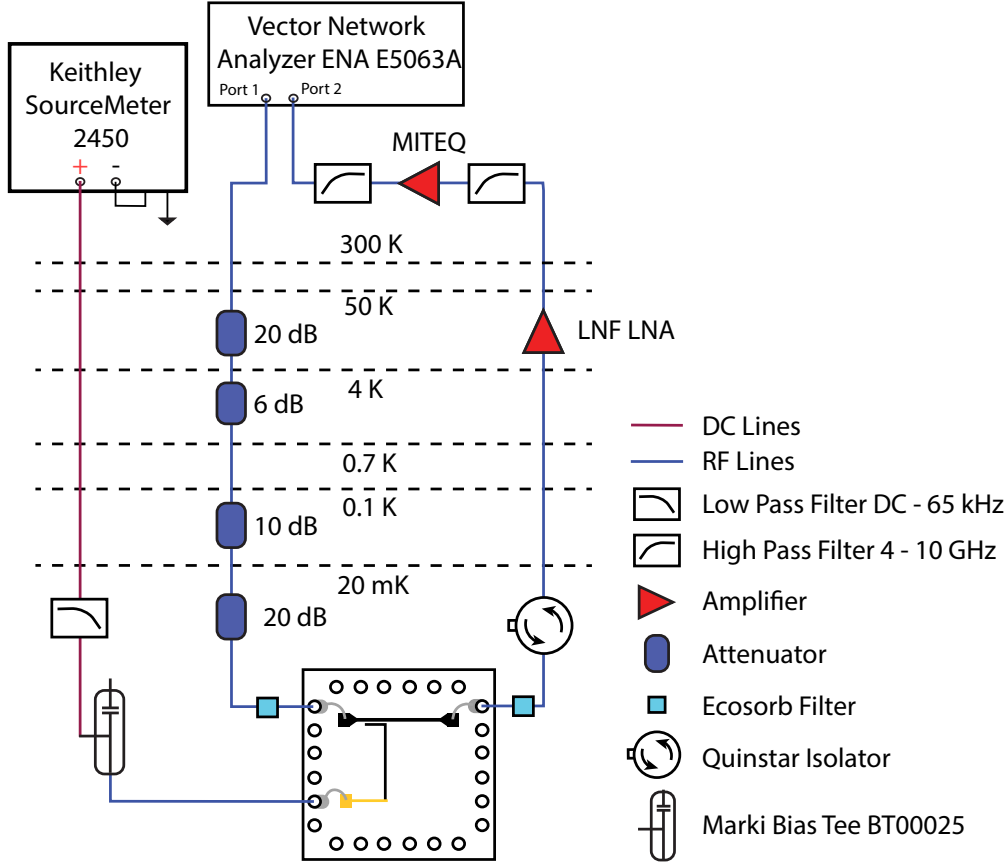 Keithley
SourceMeter
2450
+ -
Vector Network
Analyzer ENA E5063A
Port 1 Port 2
MITEQ
300 K
50 K
20 dB
LNF LNA
4 K
6 dB
0.7 K
0.1 K
10 dB
20 mK
20 dB
DC Lines
RF Lines
Low Pass Filter DC - 65 kHz
High Pass Filter 4 - 10 GHz
Amplifier
Attenuator
Ecosorb Filter
Quinstar Isolator
Marki Bias Tee BT00025